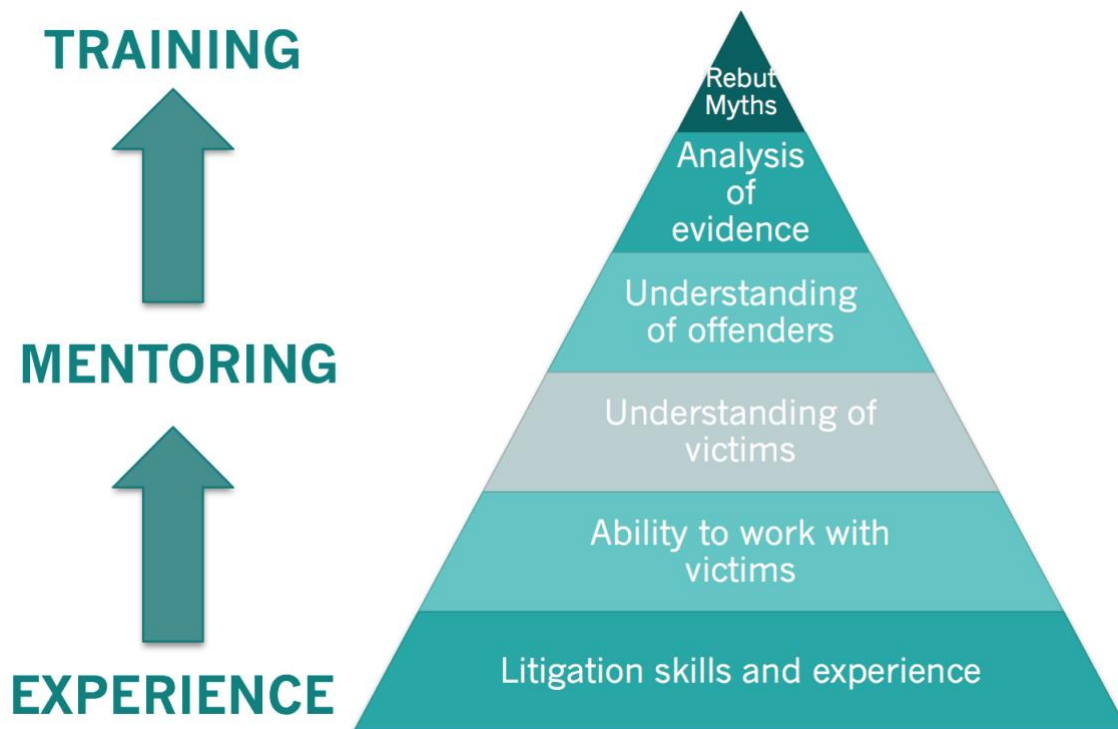 TRAINING
MENTORING
EXPERIENCE
Rebut
Myths
Analysis
of
evidence
Understanding
of offenders
Understanding of
victims
Ability to work with
victims
Litigation skills and experience